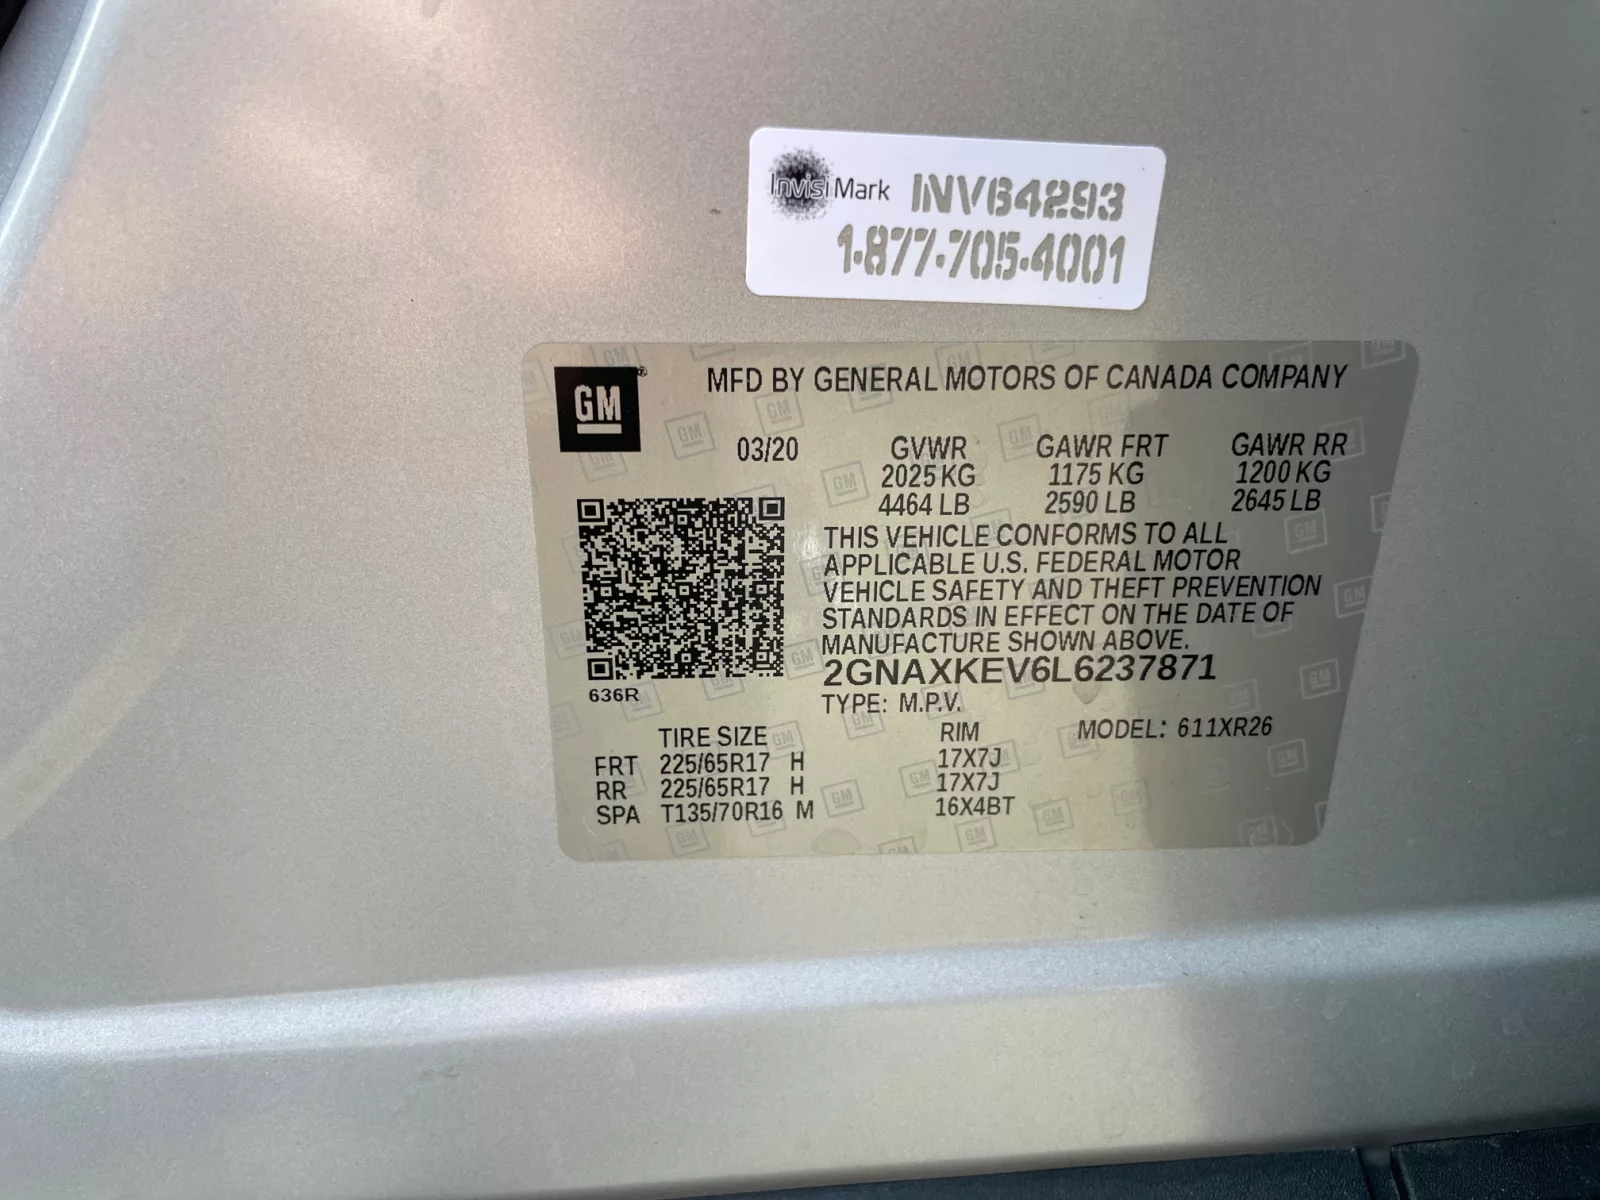 InvisiMark INV64293
1-877-705-4001
GM ® MFD BY GENERAL MOTORS OF CANADA COMPANY
03/20 GVWR GAWR FRT GAWR RR
2025 KG 1175 KG 1200 KG
4464 LB 2590 LB 2645 LB
THIS VEHICLE CONFORMS TO ALL
APPLICABLE U.S. FEDERAL MOTOR
VEHICLE SAFETY AND THEFT PREVENTION
STANDARDS IN EFFECT ON THE DATE OF
MANUFACTURE SHOWN ABOVE.
2GNAXKEV6L6237871
636R
TYPE: M.P.V.
TIRE SIZE RIM MODEL: 611XR26
FRT 225/65R17 H 17X7J
RR 225/65R17 H 17X7J
SPA T135/70R16 M 16X4BT